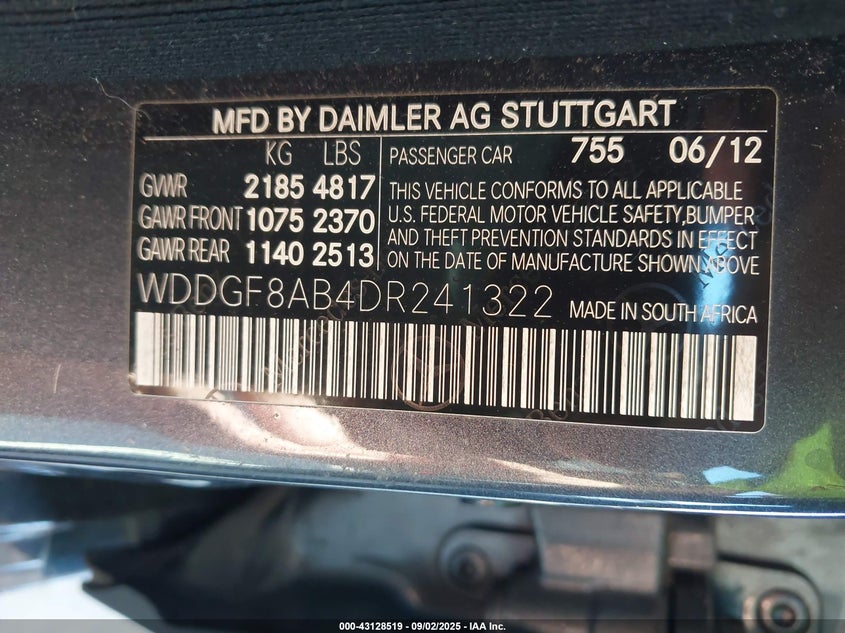 MFD BY DAIMLER AG STUTTGART
KG LBS
GVWR 2185 4817
GAWR FRONT 1075 2370
GAWR REAR 1140 2513
PASSENGER CAR 755 06/12
THIS VEHICLE CONFORMS TO ALL APPLICABLE
U.S. FEDERAL MOTOR VEHICLE SAFETY,BUMPER
AND THEFT PREVENTION STANDARDS IN EFFECT
ON THE DATE OF MANUFACTURE SHOWN ABOVE
WDDGF8AB4DR241322 MADE IN SOUTH AFRICA
000-43128519 - 09/02/2025 - IAA Inc.